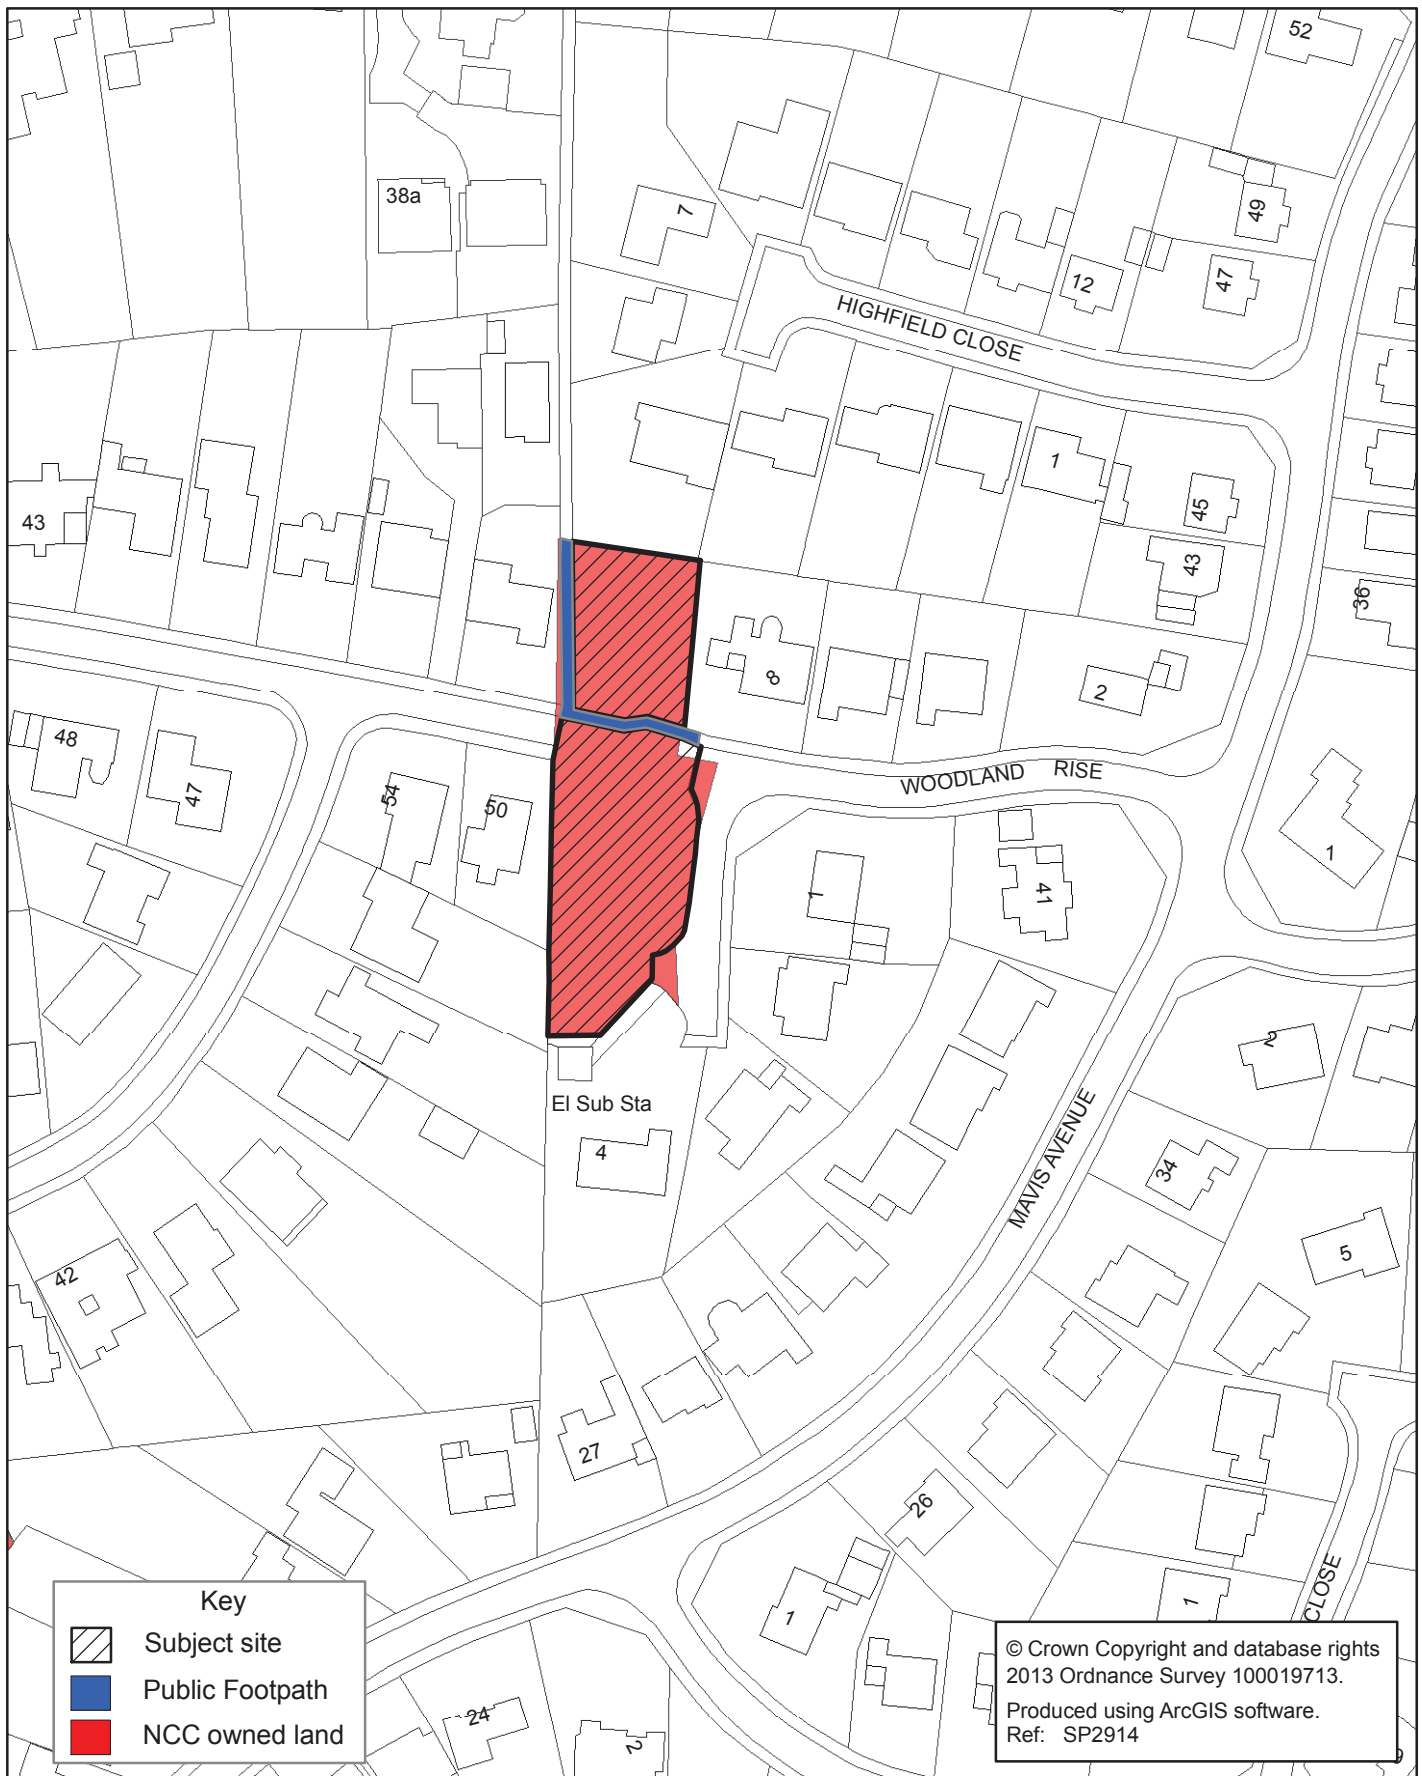 52
38a
7
49
47
12
HIGHFIELD CLOSE
1
45
43
43
36
8
2
48
47
54
50
WOODLAND RISE
1
1
41
2
El Sub Sta
4
MAVIS AVENUE
34
5
42
27
26
1
1
CLOSE
24
2
9
Key
Subject site
Public Footpath
NCC owned land
© Crown Copyright and database rights
2013 Ordnance Survey 100019713.
Produced using ArcGIS software.
Ref: SP2914